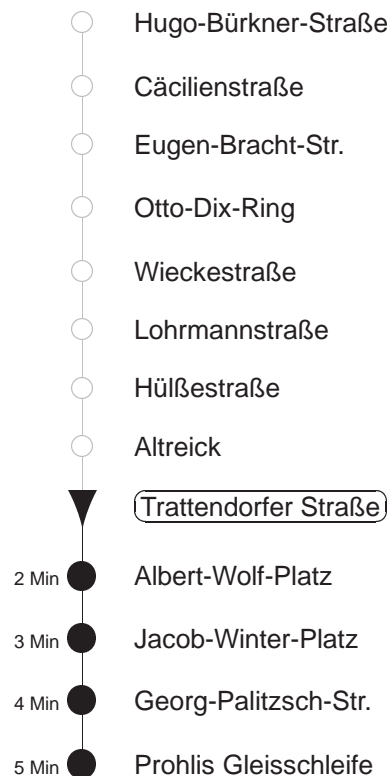 Hugo-Bürkner-Straße
Cäcilienstraße
Eugen-Bracht-Str.
Otto-Dix-Ring
Wieckestraße
Lohrmannstraße
Hülßestraße
Altreick
Trattendorfer Straße
2 Min Albert-Wolf-Platz
3 Min Jacob-Winter-Platz
4 Min Georg-Palitzsch-Str.
5 Min Prohlis Gleisschleife